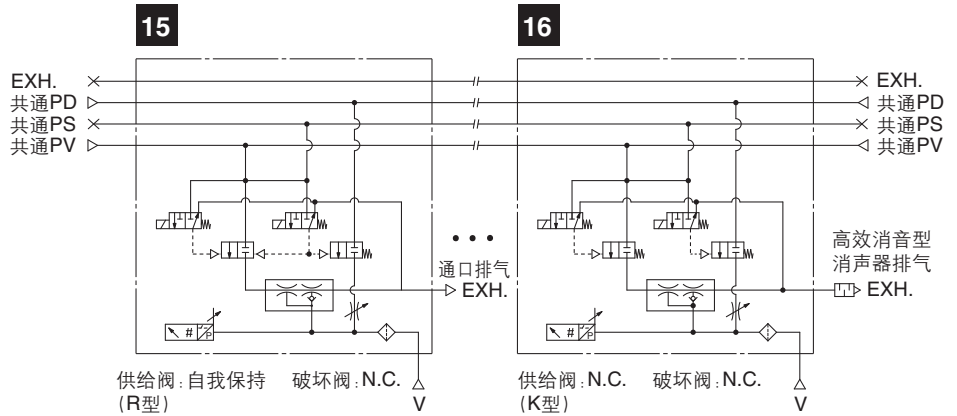 15
16
EXH.
共通PD
共通PS
共通PV
EXH.
共通PD
共通PS
共通PV
通口排气
EXH.
高效消音型
消声器排气
EXH.
#
P
#
P
供给阀:自我保持
(R型)
破坏阀:N.C.
V
供给阀:N.C.
(K型)
破坏阀:N.C.
V